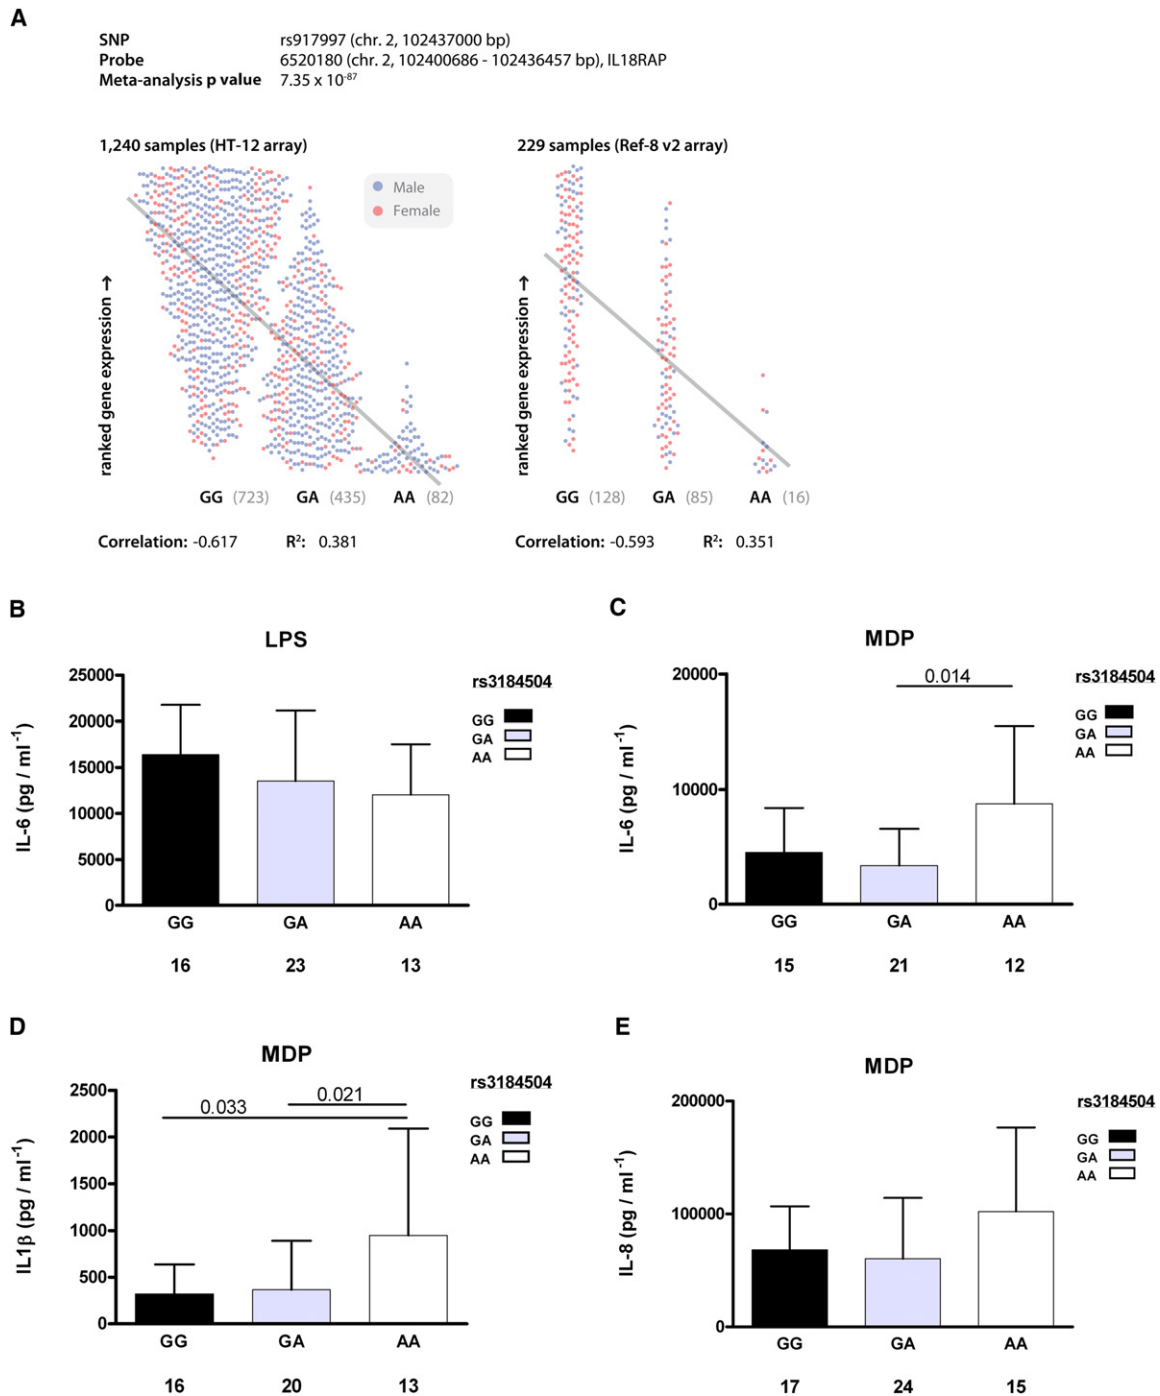 A
SNP rs917997 (chr. 2, 102437000 bp)
Probe 6520180 (chr. 2, 102400686 - 102436457 bp), IL18RAP
Meta-analysis p value 7.35 x 10⁻⁸⁷
1,240 samples (HT-12 array)
Male
Female
ranked gene expression →
GG (723) GA (435) AA (82)
Correlation: -0.617 R²: 0.381
229 samples (Ref-8 v2 array)
ranked gene expression →
GG (128) GA (85) AA (16)
Correlation: -0.593 R²: 0.351
B
LPS
IL-6 (pg / ml⁻¹)
25000
20000
15000
10000
5000
0
GG GA AA
16 23 13
rs3184504
GG
GA
AA
C
MDP
IL-6 (pg / ml⁻¹)
20000
10000
0
0.014
GG GA AA
15 21 12
rs3184504
GG
GA
AA
D
MDP
IL1β (pg / ml⁻¹)
2500
2000
1500
1000
500
0
0.033
0.021
GG GA AA
16 20 13
rs3184504
GG
GA
AA
E
MDP
IL-8 (pg / ml⁻¹)
200000
100000
0
GG GA AA
17 24 15
rs3184504
GG
GA
AA